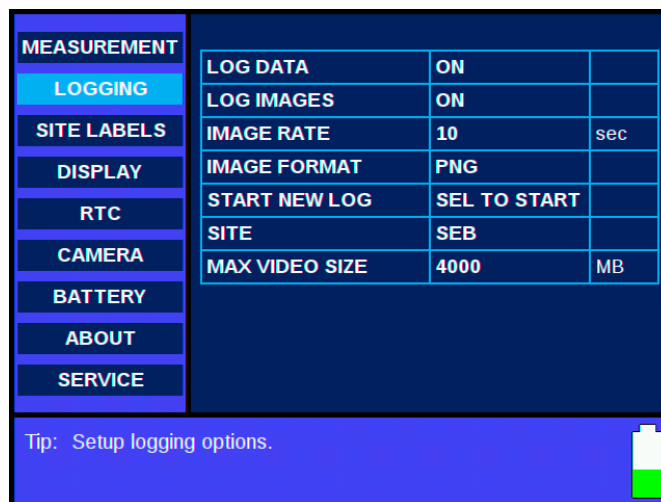 MEASUREMENT
LOGGING
SITE LABELS
DISPLAY
RTC
CAMERA
BATTERY
ABOUT
SERVICE
LOG DATA ON
LOG IMAGES ON
IMAGE RATE 10 sec
IMAGE FORMAT PNG
START NEW LOG SEL TO START
SITE SEB
MAX VIDEO SIZE 4000 MB
Tip: Setup logging options.